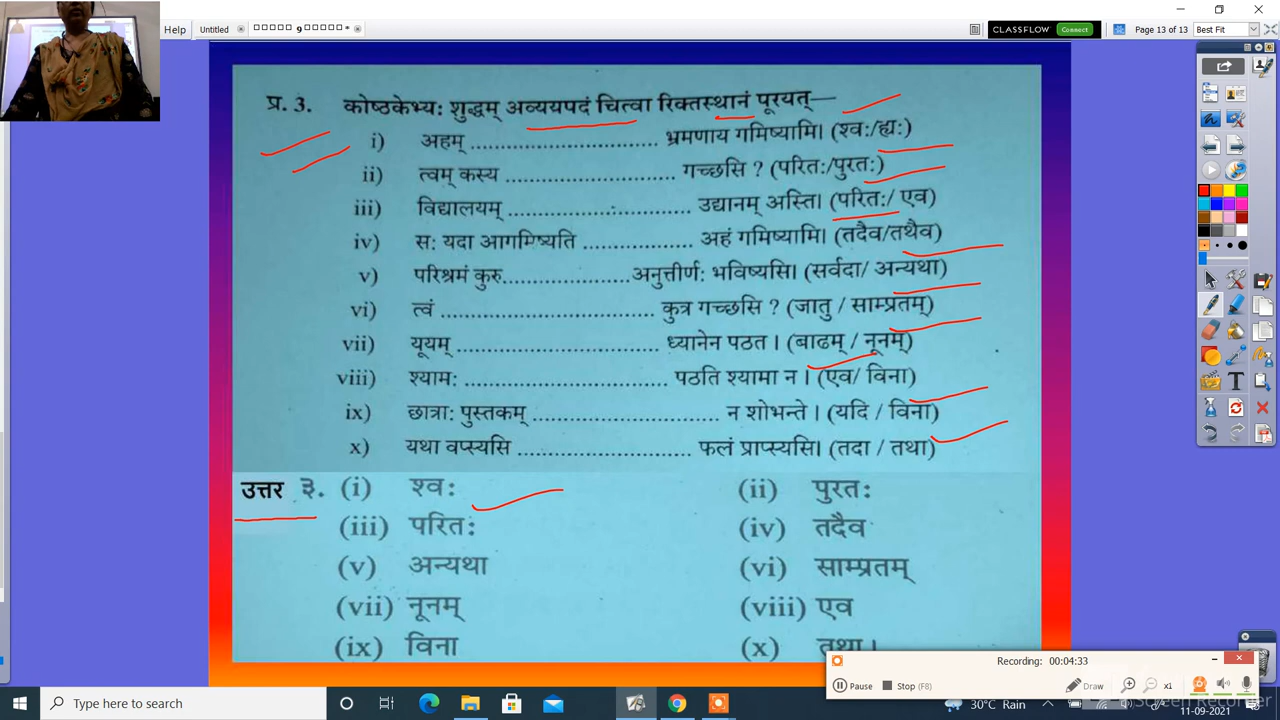 Help
Untitled
9
*
CLASSFLOW Connect
Page 13 of 13
Best Fit
प्र. 3. कोष्ठकेभ्य: शुद्धम् अव्ययपदं चित्वा रिक्तस्थानं पूरयत्—
i) अहम् ................................ भ्रमणाय गमिष्यामि। (श्व:/ह्य:)
ii) त्वम् कस्य ............................. गच्छसि ? (परित:/पुरत:)
iii) विद्यालयम् ............................... उद्यानम् अस्ति। (परित:/ एव)
iv) स: यदा आगमिष्यति .................. अहं गमिष्यामि। (तदैव/तथैव)
v) परिश्रमं कुरु..................... अनुत्तीर्ण: भविष्यसि। (सर्वदा/ अन्यथा)
vi) त्वं .................................... कुत्र गच्छसि ? (जातु / साम्प्रतम्)
vii) यूयम् .................................. ध्यानेन पठत । (बाढम् / नूनम्)
viii) श्याम: .................................. पठति श्यामा न । (एव/ विना)
ix) छात्रा: पुस्तकम् ............................... न शोभन्ते । (यदि / विना)
x) यथा वप्स्यसि ............................. फलं प्राप्स्यसि। (तदा / तथा)
उत्तर ३. (i) श्व: (ii) पुरत:
(iii) परित: (iv) तदैव
(v) अन्यथा (vi) साम्प्रतम्
(vii) नूनम् (viii) एव
(ix) विना (x) तथा।
Recording: 00:04:33
Pause Stop (F8) Draw x1
Screencast Recorder
Type here to search
30°C Rain
11-09-2021